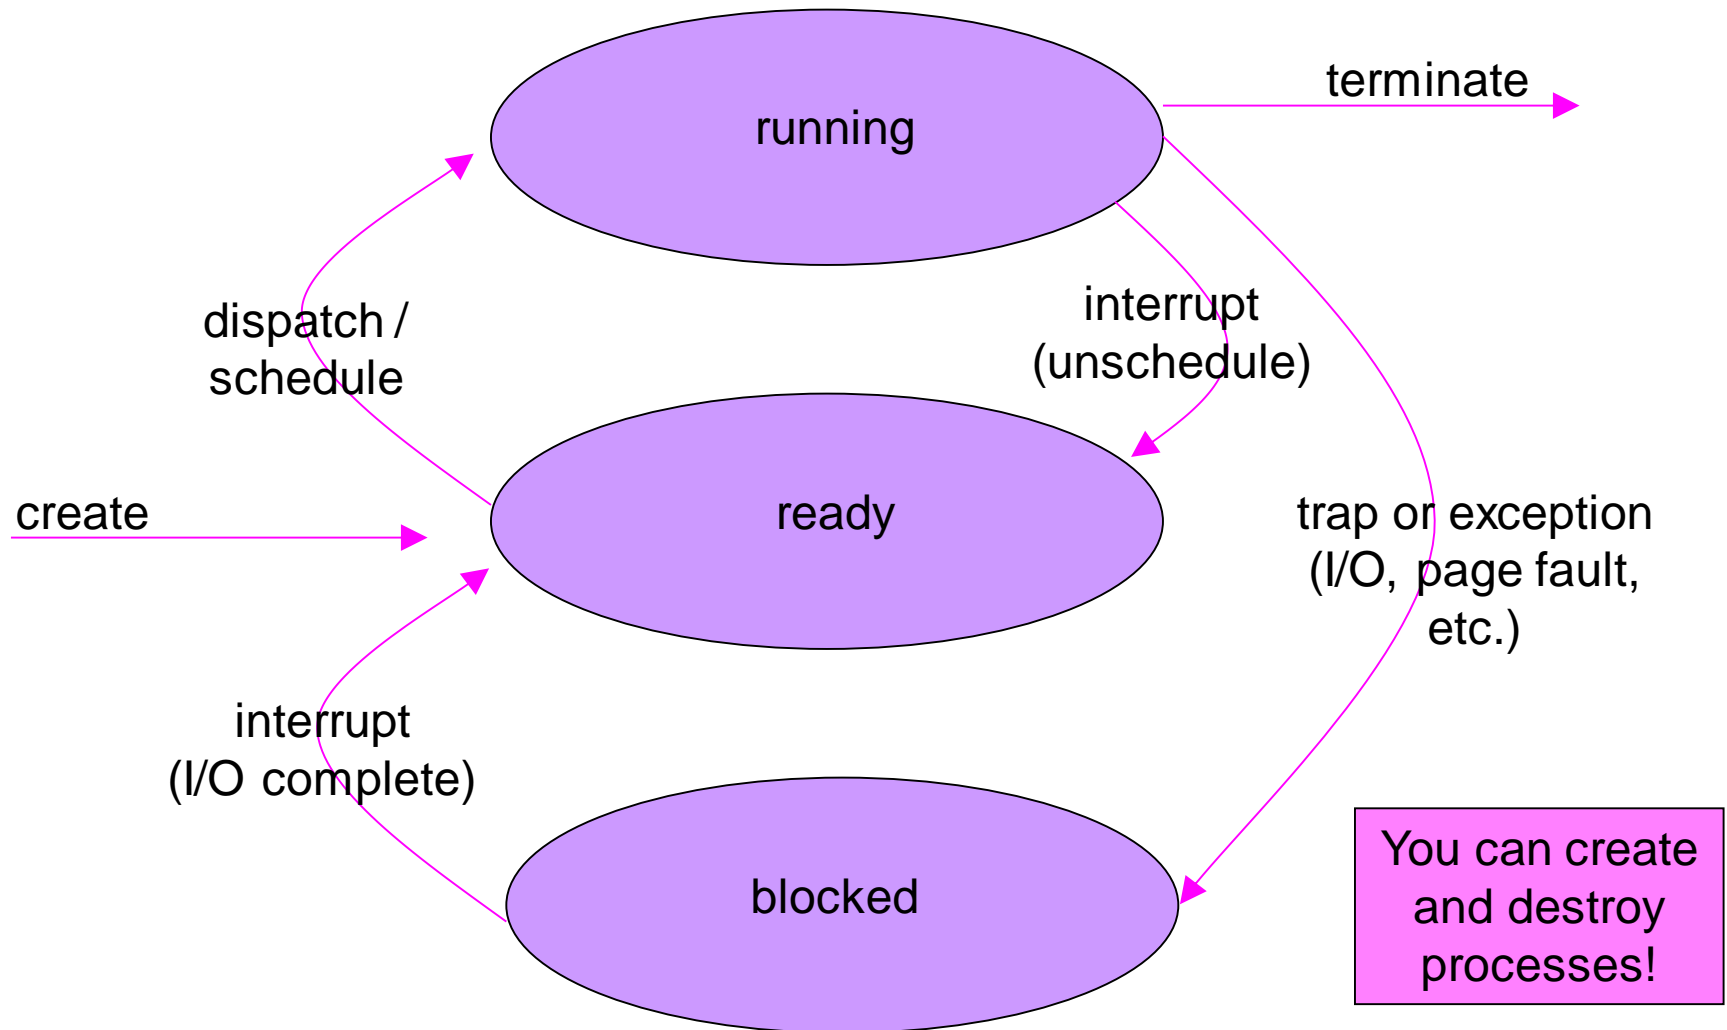 terminate
running
dispatch /
schedule
interrupt
(unschedule)
create
ready
trap or exception
(I/O, page fault,
etc.)
interrupt
(I/O complete)
blocked
You can create
and destroy
processes!